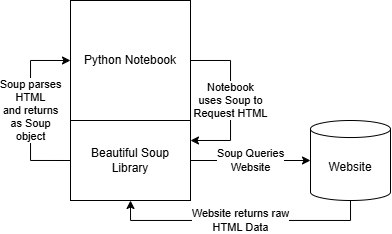 Python Notebook
Soup parses
HTML
and returns
as Soup
object
Notebook
uses Soup to
Request HTML
Beautiful Soup
Library
Soup Queries
Website
Website
Website returns raw
HTML Data